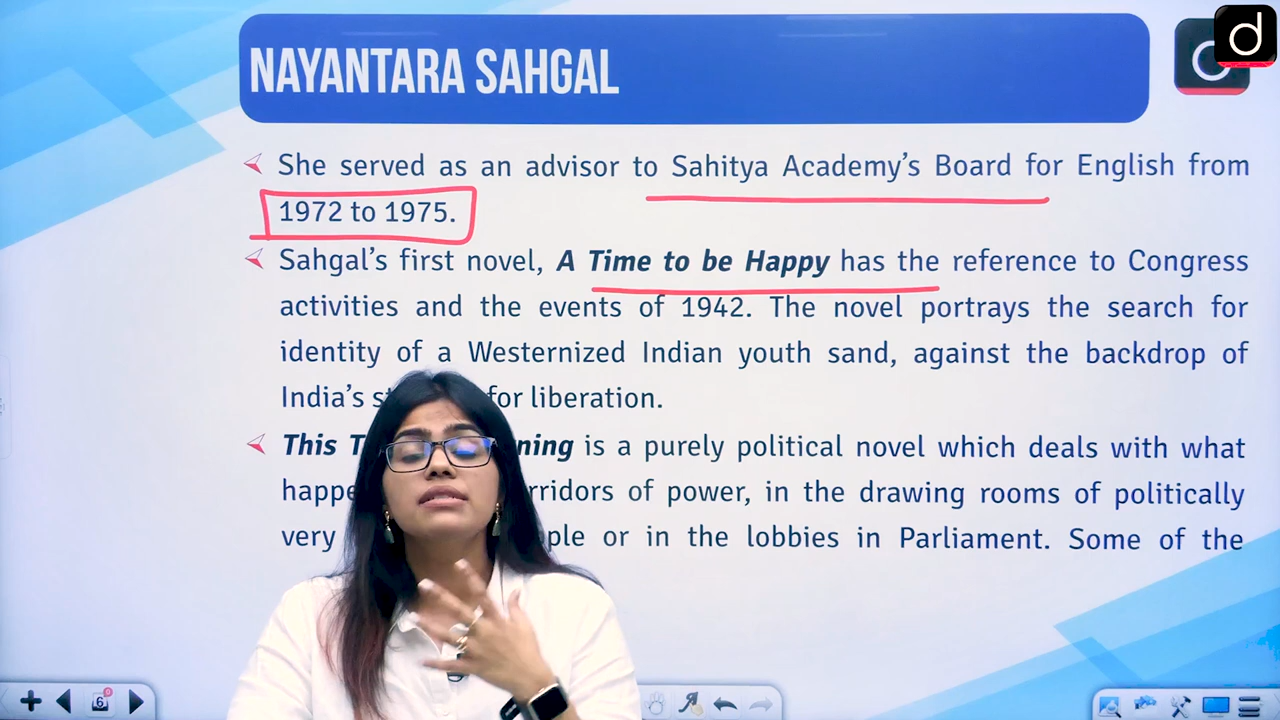 d
NAYANTARA SAHGAL
She served as an advisor to Sahitya Academy's Board for English from
1972 to 1975.
Sahgal's first novel, A Time to be Happy has the reference to Congress
activities and the events of 1942. The novel portrays the search for
identity of a Westernized Indian youth sand, against the backdrop of
India's for liberation.
This is a purely political novel which deals with what
of power, in the drawing rooms of politically
very or in the lobbies in Parliament. Some of the
6